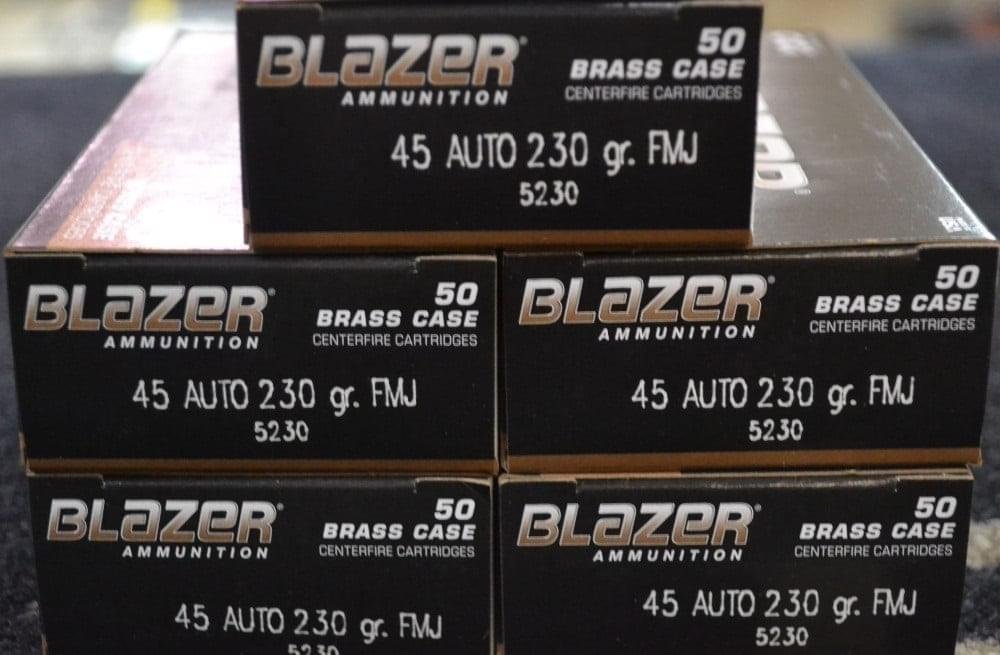 BLAZER
AMMUNITION
50
BRASS CASE
CENTERFIRE CARTRIDGES
45 AUTO 230 gr. FMJ
5230
BLAZER
AMMUNITION
50
BRASS CASE
CENTERFIRE CARTRIDGES
45 AUTO 230 gr. FMJ
5230
BLAZER
AMMUNITION
50
BRASS CASE
CENTERFIRE CARTRIDGES
45 AUTO 230 gr. FMJ
5230
BLAZER
AMMUNITION
50
BRASS CASE
CENTERFIRE CARTRIDGES
45 AUTO 230 gr. FMJ
5230
BLAZER
AMMUNITION
50
BRASS CASE
CENTERFIRE CARTRIDGES
45 AUTO 230 gr. FMJ
5230